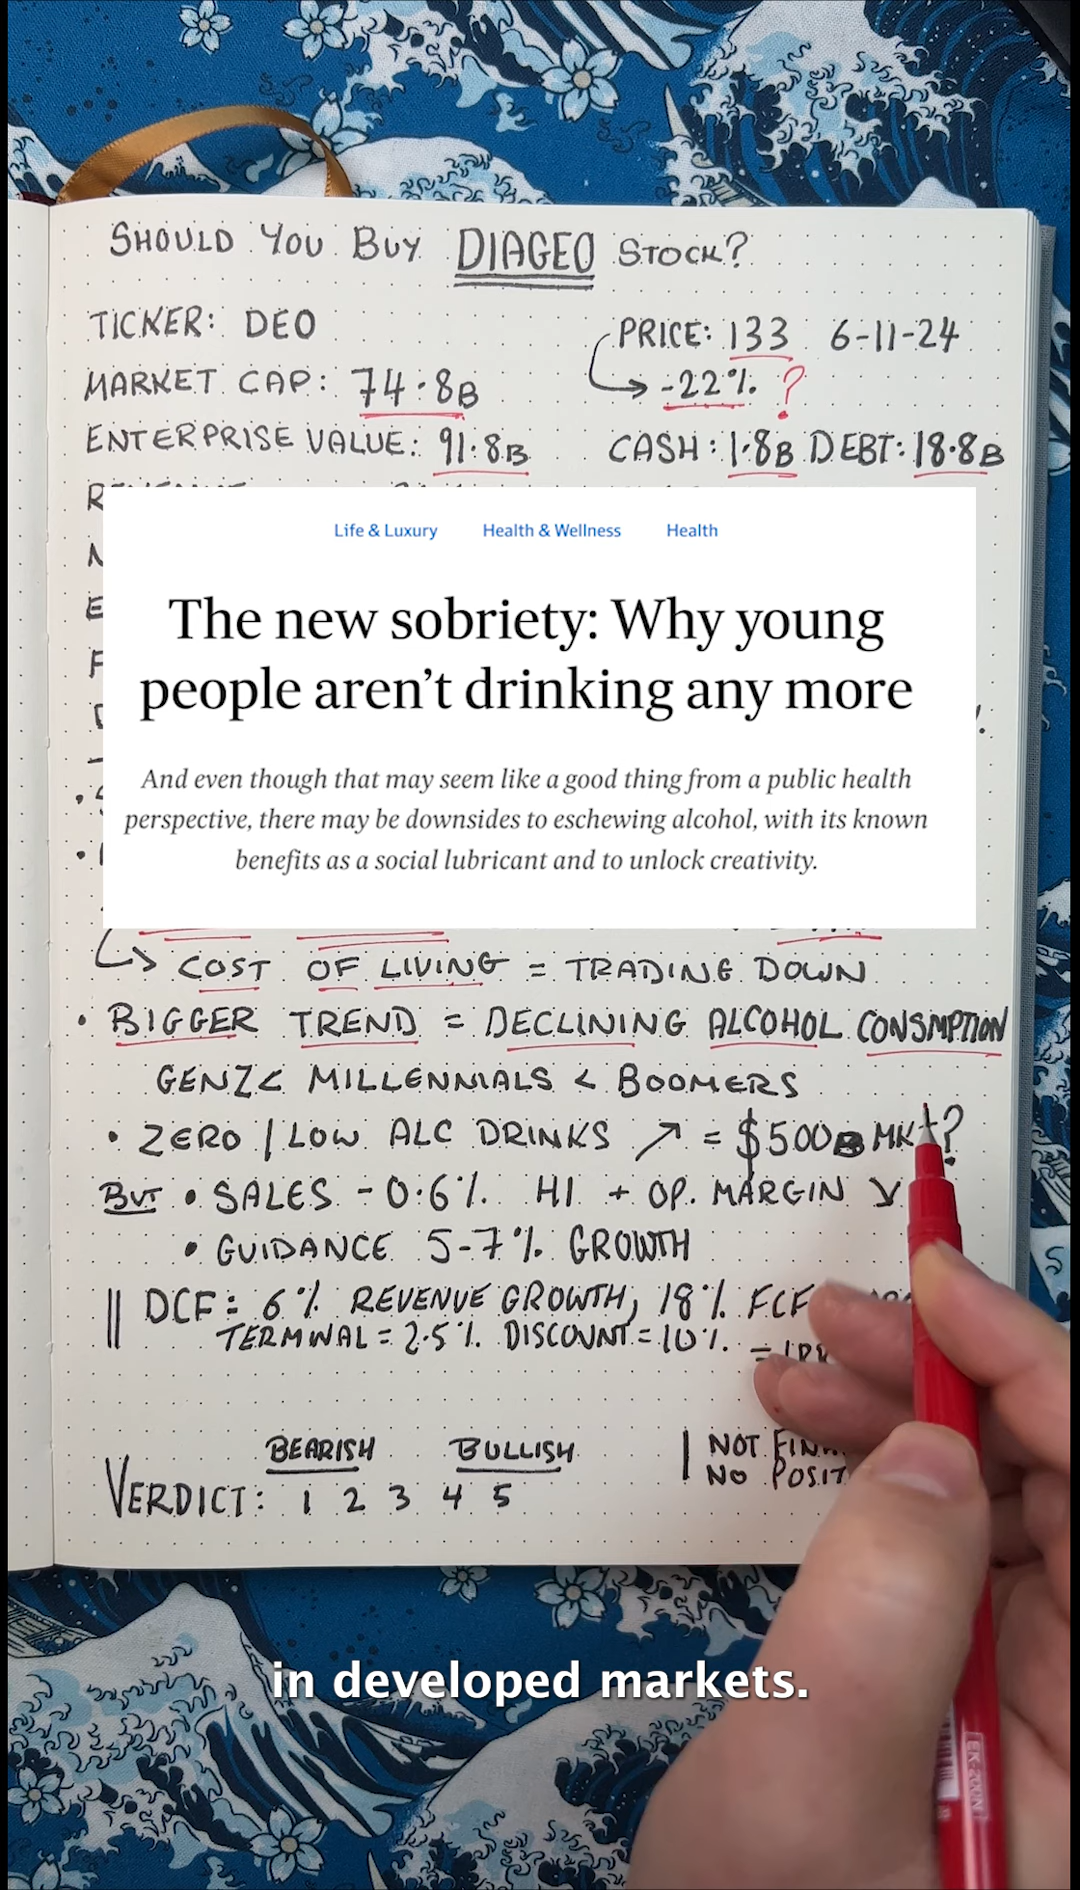 SHOULD YOU BUY DIAGEO STOCK?
TICKER: DEO
PRICE: 133 6-11-24
MARKET CAP: 74.8B
-22% ?
ENTERPRISE VALUE: 91.8B
CASH: 1.8B DEBT: 18.8B
Life & Luxury Health & Wellness Health
The new sobriety: Why young
people aren't drinking any more
And even though that may seem like a good thing from a public health
perspective, there may be downsides to eschewing alcohol, with its known
benefits as a social lubricant and to unlock creativity.
COST OF LIVING = TRADING DOWN
• BIGGER TREND = DECLINING ALCOHOL CONSMPTION
GENZ < MILLENNIALS < BOOMERS
• ZERO / LOW ALC DRINKS ↗ = $500B MKT?
BUT • SALES -0.6% H1 + OP. MARGIN ↘
• GUIDANCE 5-7% GROWTH
DCF: 6% REVENUE GROWTH, 18% FCF
TERMINAL = 2.5% DISCOUNT = 10%
BEARISH BULLISH
NOT
NO
VERDICT: 1 2 3 4 5
in developed markets.